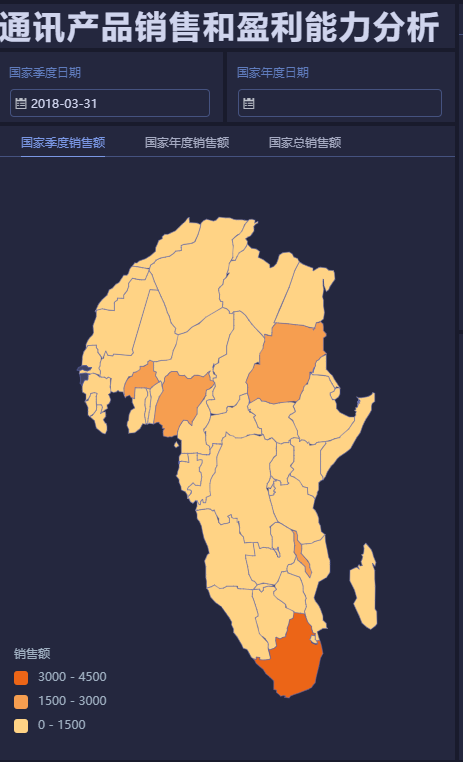 通讯产品销售和盈利能力分析
国家季度日期
国家年度日期
2018-03-31
国家季度销售额 国家年度销售额 国家总销售额
销售额
3000 - 4500
1500 - 3000
0 - 1500